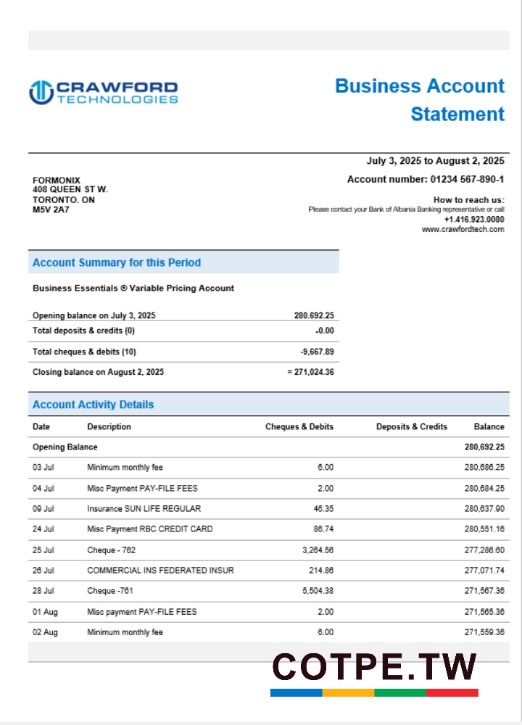 CRAWFORD
TECHNOLOGIES
Business Account
Statement
July 3, 2025 to August 2, 2025
FORMONIX
408 QUEEN ST W.
TORONTO. ON
M5V 2A7
Account number: 01234 567-890-1
How to reach us:
Please contact your Bank of Albania Banking representative or call
+1.416.923.0080
www.crawfordtech.com
Account Summary for this Period
Business Essentials ® Variable Pricing Account
Opening balance on July 3, 2025 280.692.25
Total deposits & credits (0) -0.00
Total cheques & debits (10) -9,667.89
Closing balance on August 2, 2025 = 271,024.36
Account Activity Details
Date Description Cheques & Debits Deposits & Credits Balance
Opening Balance 280,692.25
03 Jul Minimum monthly fee 6.00 280,686.25
04 Jul Misc Payment PAY-FILE FEES 2.00 280,684.25
09 Jul Insurance SUN LIFE REGULAR 46.35 280,637.90
24 Jul Misc Payment RBC CREDIT CARD 86.74 280,551.16
25 Jul Cheque - 762 3,264.56 277,286.60
26 Jul COMMERCIAL INS FEDERATED INSUR 214.86 277,071.74
28 Jul Cheque -761 5,504.38 271,567.36
01 Aug Misc payment PAY-FILE FEES 2.00 271,565.36
02 Aug Minimum monthly fee 6.00 271,559.36
COTPE.TW